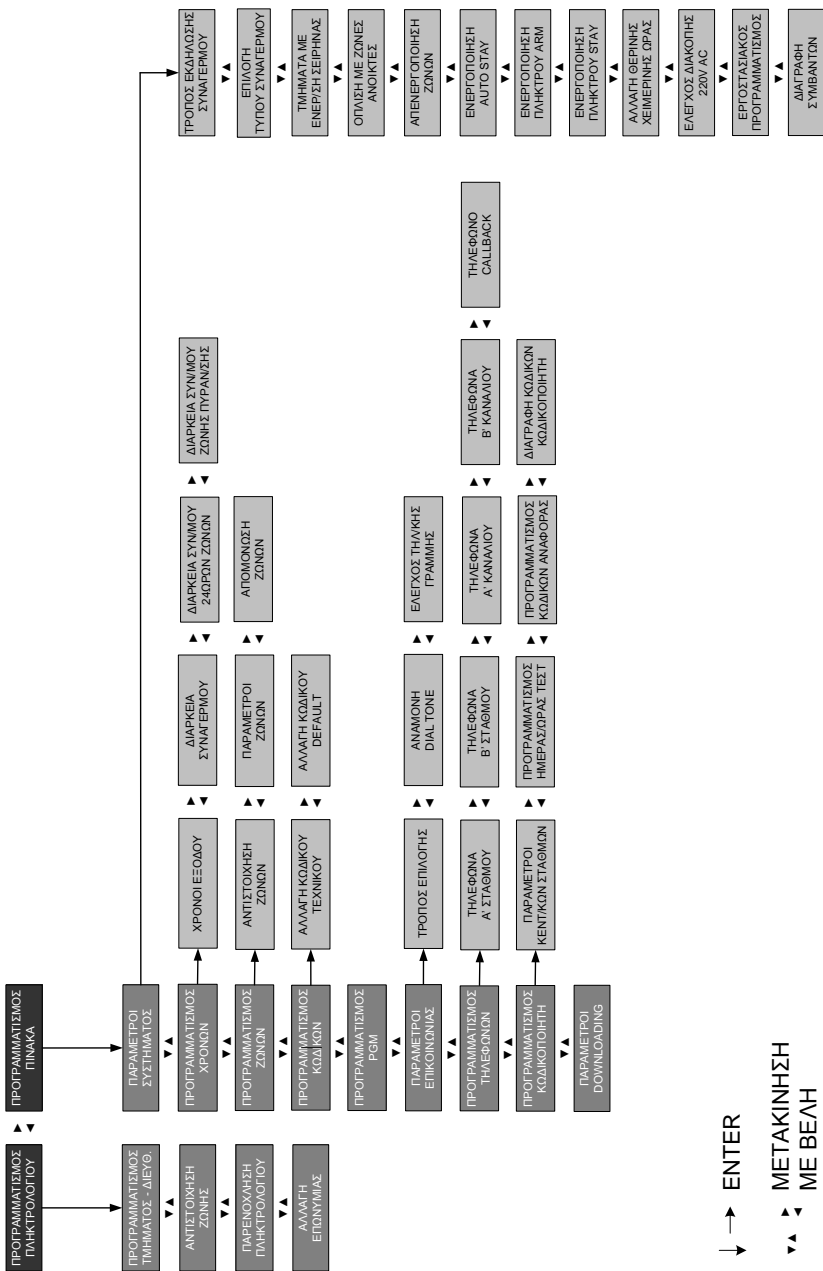 ΠΡΟΓΡΑΜΜΑΤΙΣΜΟΣ
ΠΛΗΚΤΡΟΛΟΓΙΟΥ
ΠΡΟΓΡΑΜΜΑΤΙΣΜΟΣ
ΠΙΝΑΚΑ
ΠΡΟΓΡΑΜΜΑΤΙΣΜΟΣ
ΤΜΗΜΑΤΟΣ - ΔΙΕΥΘ.
ΑΝΤΙΣΤΟΙΧΗΣΗ
ΖΩΝΗΣ
ΠΑΡΕΝΟΧΛΗΣΗ
ΠΛΗΚΤΡΟΛΟΓΙΟΥ
ΑΛΛΑΓΗ
ΕΠΩΝΥΜΙΑΣ
ΠΑΡΑΜΕΤΡΟΙ
ΣΥΣΤΗΜΑΤΟΣ
ΠΡΟΓΡΑΜΜΑΤΙΣΜΟΣ
ΧΡΟΝΩΝ
ΠΡΟΓΡΑΜΜΑΤΙΣΜΟΣ
ΖΩΝΩΝ
ΠΡΟΓΡΑΜΜΑΤΙΣΜΟΣ
ΚΩΔΙΚΩΝ
ΠΡΟΓΡΑΜΜΑΤΙΣΜΟΣ
PGM
ΠΑΡΑΜΕΤΡΟΙ
ΕΠΙΚΟΙΝΩΝΙΑΣ
ΠΡΟΓΡΑΜΜΑΤΙΣΜΟΣ
ΤΗΛΕΦΩΝΩΝ
ΠΡΟΓΡΑΜΜΑΤΙΣΜΟΣ
ΚΩΔΙΚΟΠΟΙΗΤΗ
ΠΑΡΑΜΕΤΡΟΙ
DOWNLOADING
ΧΡΟΝΟΙ ΕΞΟΔΟΥ
ΔΙΑΡΚΕΙΑ
ΣΥΝΑΓΕΡΜΟΥ
ΔΙΑΡΚΕΙΑ ΣΥΝ/ΜΟΥ
24ΩΡΩΝ ΖΩΝΩΝ
ΔΙΑΡΚΕΙΑ ΣΥΝ/ΜΟΥ
ΖΩΝΗΣ ΠΥΡΑΝ/ΣΗΣ
ΑΝΤΙΣΤΟΙΧΗΣΗ
ΖΩΝΩΝ
ΠΑΡΑΜΕΤΡΟΙ
ΖΩΝΩΝ
ΑΠΟΜΟΝΩΣΗ
ΖΩΝΩΝ
ΑΛΛΑΓΗ ΚΩΔΙΚΟΥ
ΤΕΧΝΙΚΟΥ
ΑΛΛΑΓΗ ΚΩΔΙΚΟΥ
DEFAULT
ΤΡΟΠΟΣ ΕΠΙΛΟΓΗΣ
ΑΝΑΜΟΝΗ
DIAL TONE
ΕΛΕΓΧΟΣ ΤΗΛ/ΚΗΣ
ΓΡΑΜΜΗΣ
ΤΗΛΕΦΩΝΑ
Α' ΣΤΑΘΜΟΥ
ΤΗΛΕΦΩΝΑ
Β' ΣΤΑΘΜΟΥ
ΤΗΛΕΦΩΝΑ
Α' ΚΑΝΑΛΙΟΥ
ΤΗΛΕΦΩΝΑ
Β' ΚΑΝΑΛΙΟΥ
ΤΗΛΕΦΩΝΟ
CALLBACK
ΠΑΡΑΜΕΤΡΟΙ
ΚΕΝΤ/ΚΩΝ ΣΤΑΘΜΩΝ
ΠΡΟΓΡΑΜΜΑΤΙΣΜΟΣ
ΗΜΕΡΑΣ/ΩΡΑΣ ΤΕΣΤ
ΠΡΟΓΡΑΜΜΑΤΙΣΜΟΣ
ΚΩΔΙΚΩΝ ΑΝΑΦΟΡΑΣ
ΔΙΑΓΡΑΦΗ ΚΩΔΙΚΩΝ
ΚΩΔΙΚΟΠΟΙΗΤΗ
ΤΡΟΠΟΣ ΕΚΔΗΛΩΣΗΣ
ΣΥΝΑΓΕΡΜΟΥ
ΕΠΙΛΟΓΗ
ΤΥΠΟΥ ΣΥΝΑΓΕΡΜΟΥ
ΤΜΗΜΑΤΑ ΜΕ
ΕΝΕΡ/ΣΗ ΣΕΙΡΗΝΑΣ
ΟΠΛΙΣΗ ΜΕ ΖΩΝΕΣ
ΑΝΟΙΚΤΕΣ
ΑΠΕΝΕΡΓΟΠΟΙΗΣΗ
ΖΩΝΩΝ
ΕΝΕΡΓΟΠΟΙΗΣΗ
AUTO STAY
ΕΝΕΡΓΟΠΟΙΗΣΗ
ΠΛΗΚΤΡΟΥ ARM
ΕΝΕΡΓΟΠΟΙΗΣΗ
ΠΛΗΚΤΡΟΥ STAY
ΑΛΛΑΓΗ ΘΕΡΙΝΗΣ
ΧΕΙΜΕΡΙΝΗΣ ΩΡΑΣ
ΕΛΕΓΧΟΣ ΔΙΑΚΟΠΗΣ
220V AC
ΕΡΓΟΣΤΑΣΙΑΚΟΣ
ΠΡΟΓΡΑΜΜΑΤΙΣΜΟΣ
ΔΙΑΓΡΑΦΗ
ΣΥΜΒΑΝΤΩΝ
ENTER
ΜΕΤΑΚΙΝΗΣΗ
ΜΕ ΒΕΛΗ